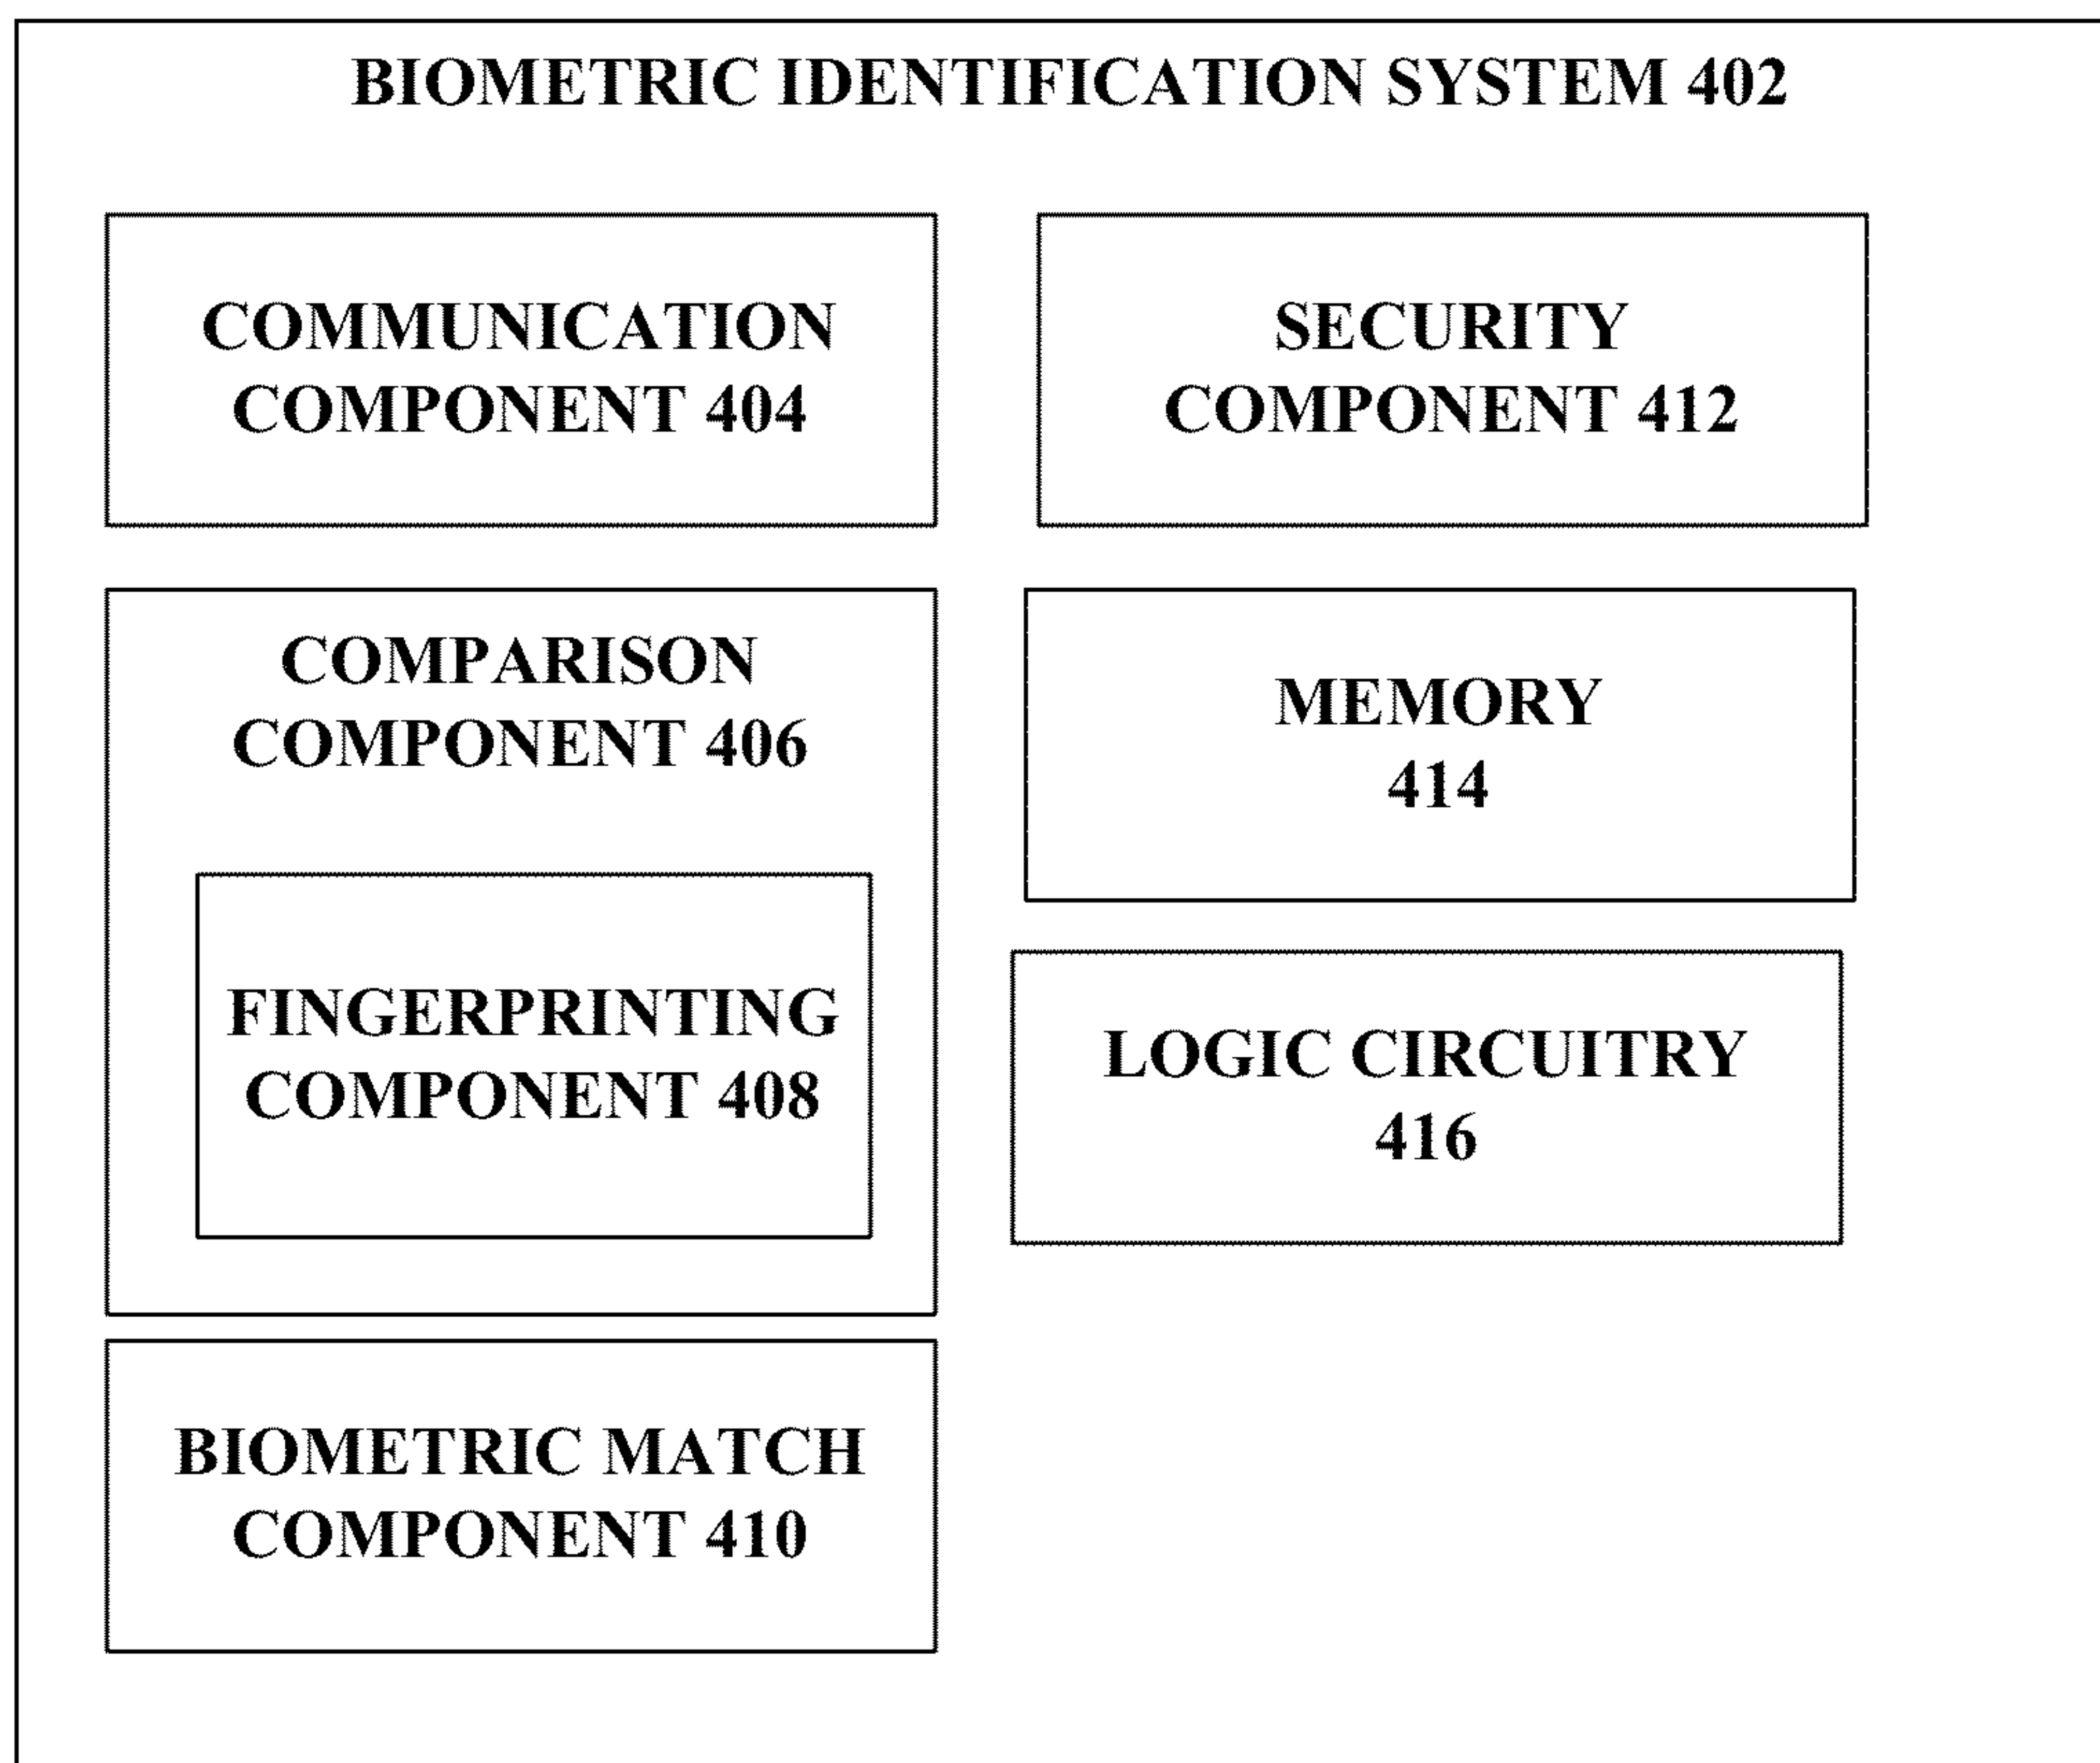 BIOMETRIC IDENTIFICATION SYSTEM 402
COMMUNICATION
COMPONENT 404
SECURITY
COMPONENT 412
COMPARISON
COMPONENT 406
MEMORY
414
FINGERPRINTING
COMPONENT 408
LOGIC CIRCUITRY
416
BIOMETRIC MATCH
COMPONENT 410